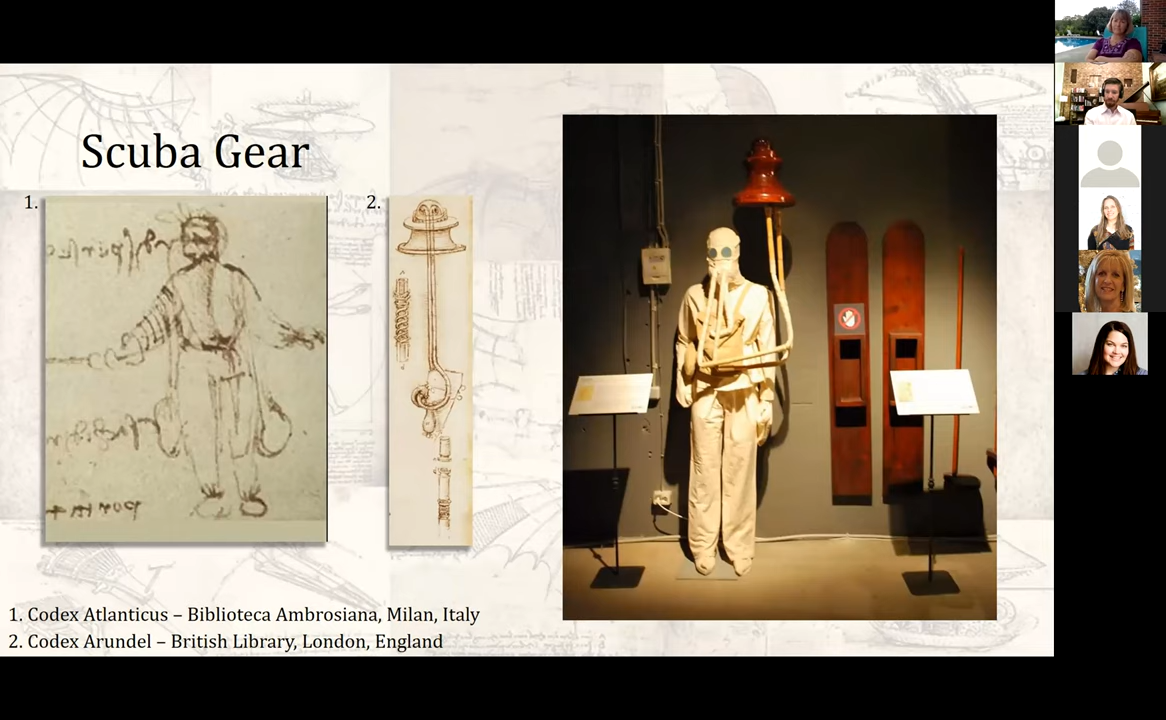 Scuba Gear
1.
2.
1. Codex Atlanticus – Biblioteca Ambrosiana, Milan, Italy
2. Codex Arundel – British Library, London, England